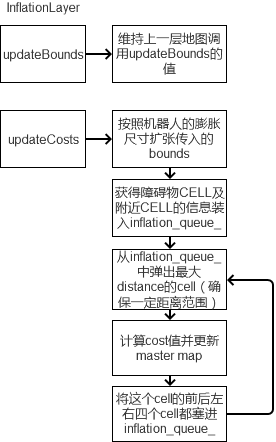 InflationLayer
updateBounds
维持上一层地图调
用updateBounds的
值
updateCosts
按照机器人的膨胀
尺寸扩张传入的
bounds
获得障碍物CELL及
附近CELL的信息装
入inflation_queue_
从inflation_queue_
中弹出最大
distance的cell（确
保一定距离范围）
计算cost值并更新
master map
将这个cell的前后左
右四个cell都塞进
inflation_queue_